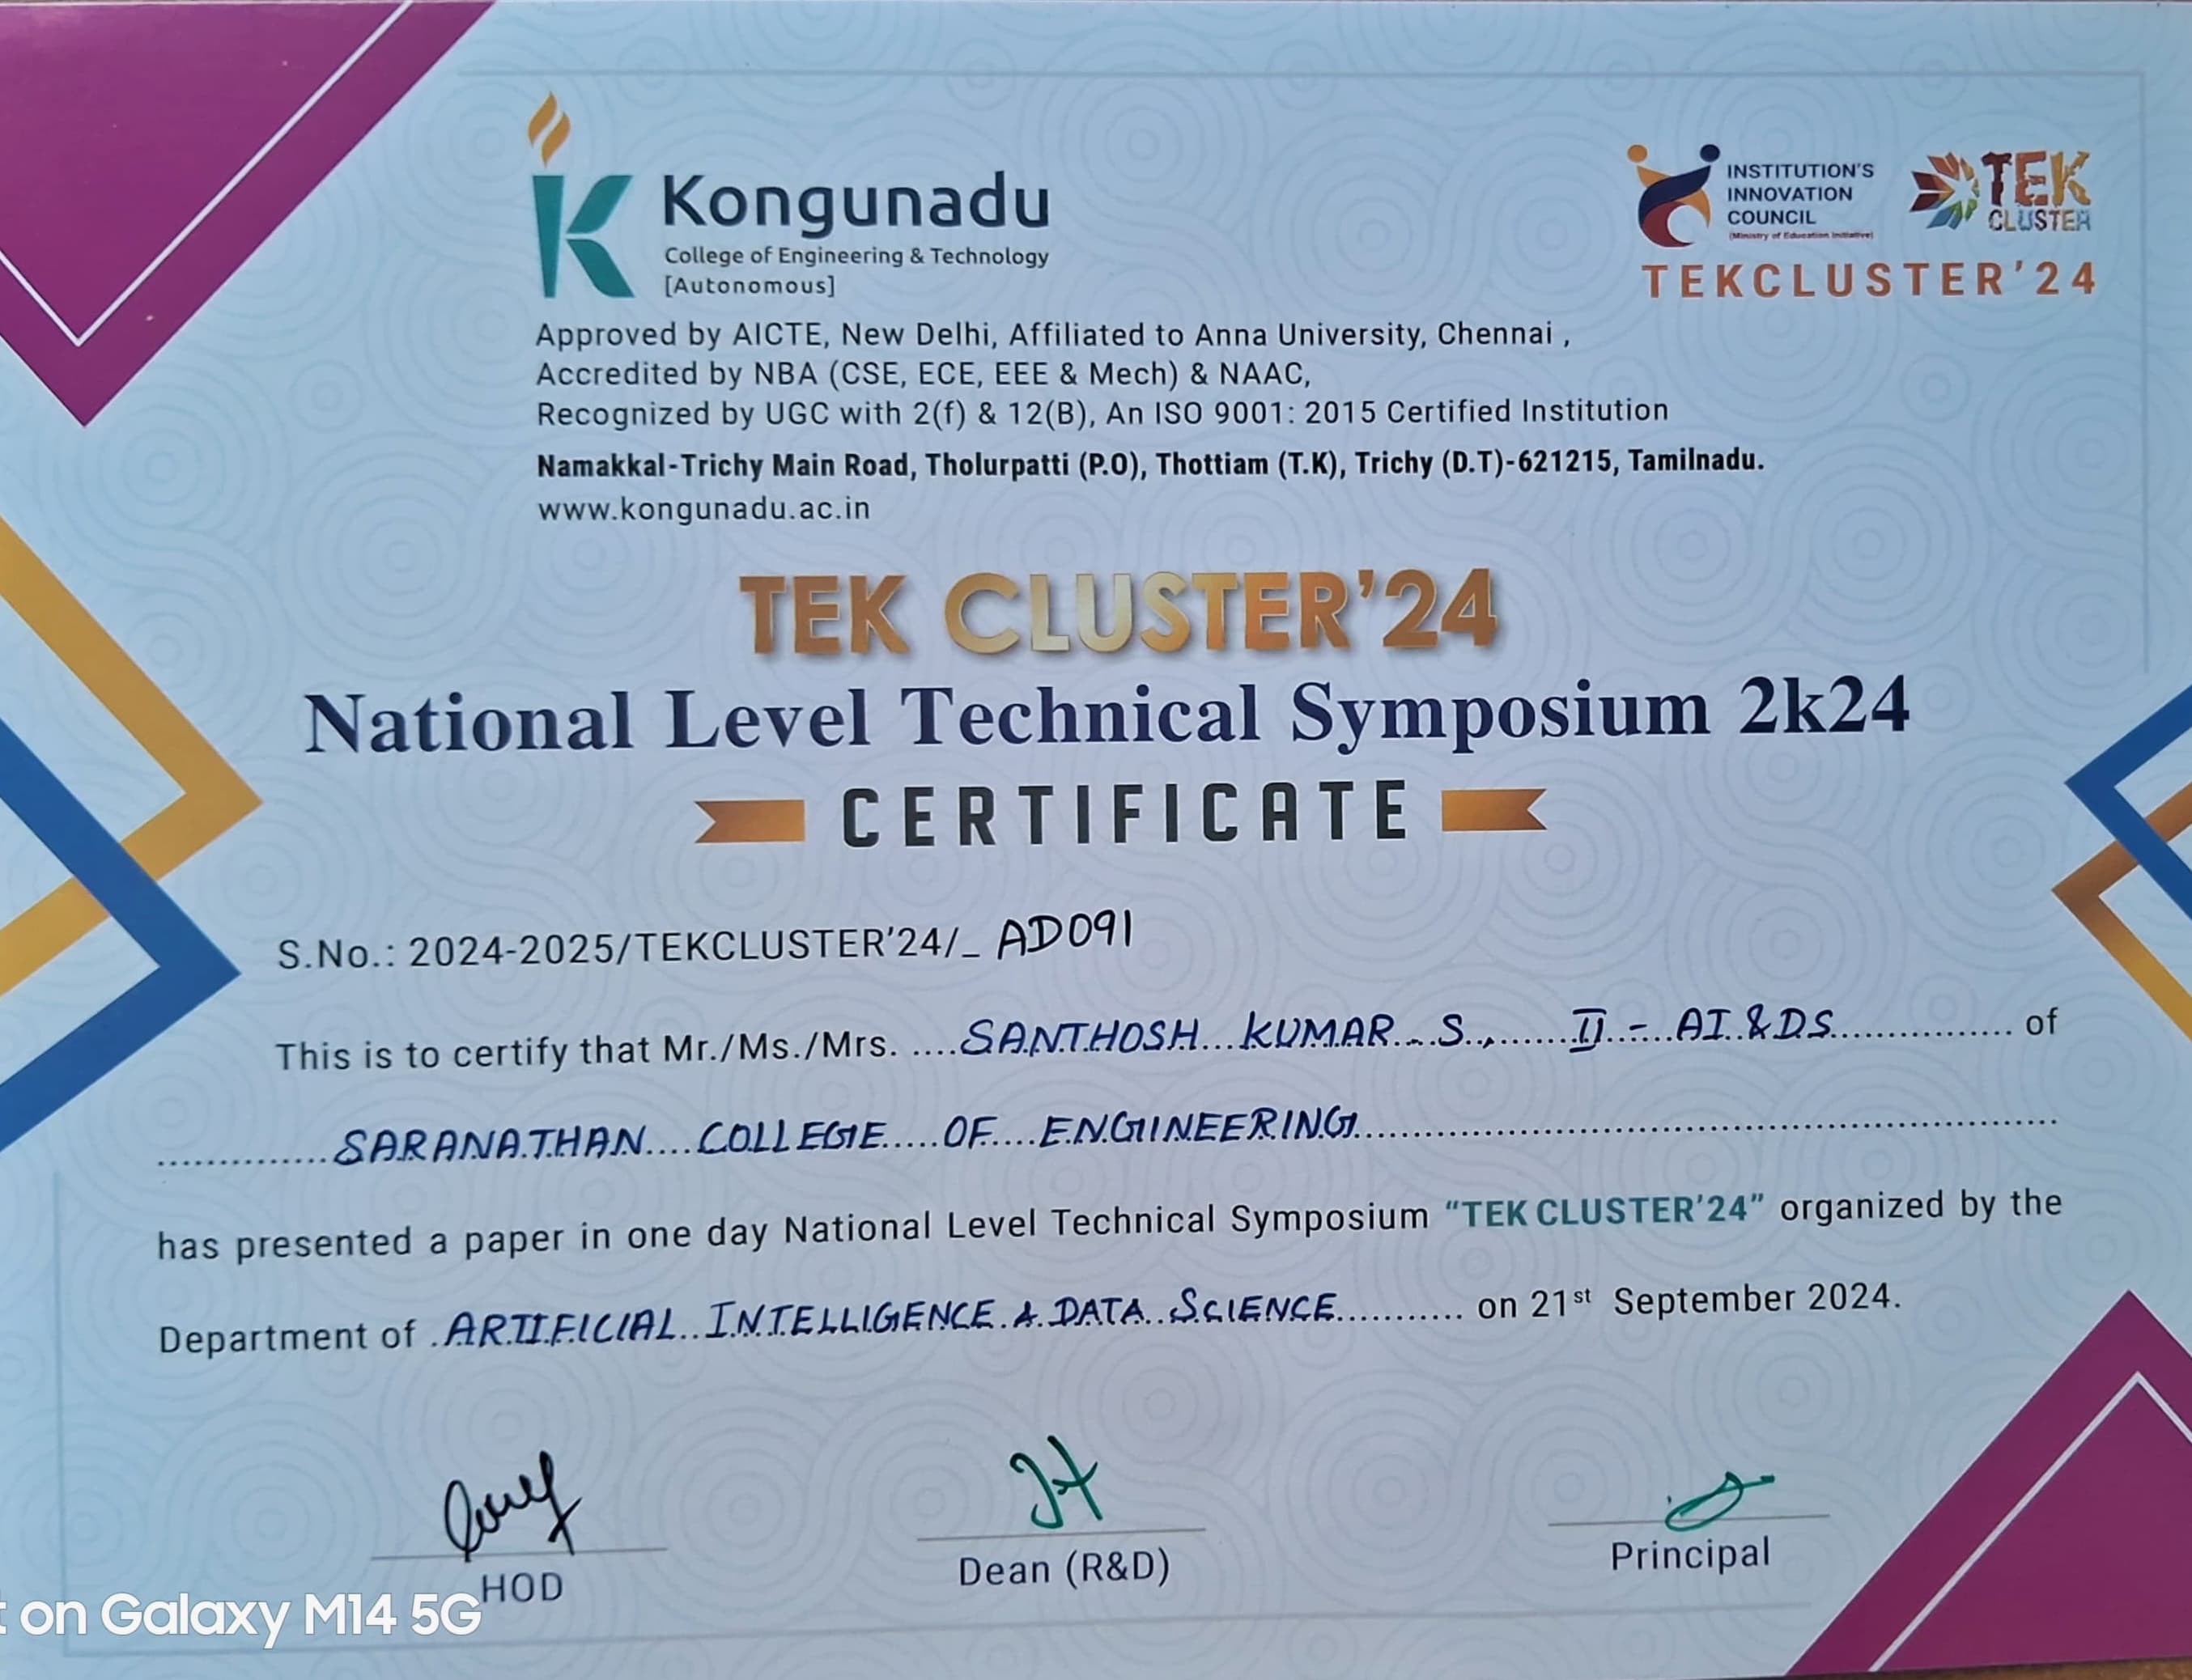 Kongunadu
College of Engineering & Technology
[Autonomous]
INSTITUTION'S
INNOVATION
COUNCIL
(Ministry of Education Initiative)
TEK
CLUSTER
TEKCLUSTER'24
Approved by AICTE, New Delhi, Affiliated to Anna University, Chennai ,
Accredited by NBA (CSE, ECE, EEE & Mech) & NAAC,
Recognized by UGC with 2(f) & 12(B), An ISO 9001: 2015 Certified Institution
Namakkal-Trichy Main Road, Tholurpatti (P.O), Thottiam (T.K), Trichy (D.T)-621215, Tamilnadu.
www.kongunadu.ac.in
TEK CLUSTER'24
National Level Technical Symposium 2k24
CERTIFICATE
S.No.: 2024-2025/TEKCLUSTER'24/_ AD091
This is to certify that Mr./Ms./Mrs. SANTHOSH KUMAR. S., II - AI & DS of
SARANATHAN COLLEGE OF ENGINEERING
has presented a paper in one day National Level Technical Symposium "TEK CLUSTER'24" organized by the
Department of ARTIFICIAL INTELLIGENCE & DATA SCIENCE on 21st September 2024.
HOD
Dean (R&D)
Principal
on Galaxy M14 5G